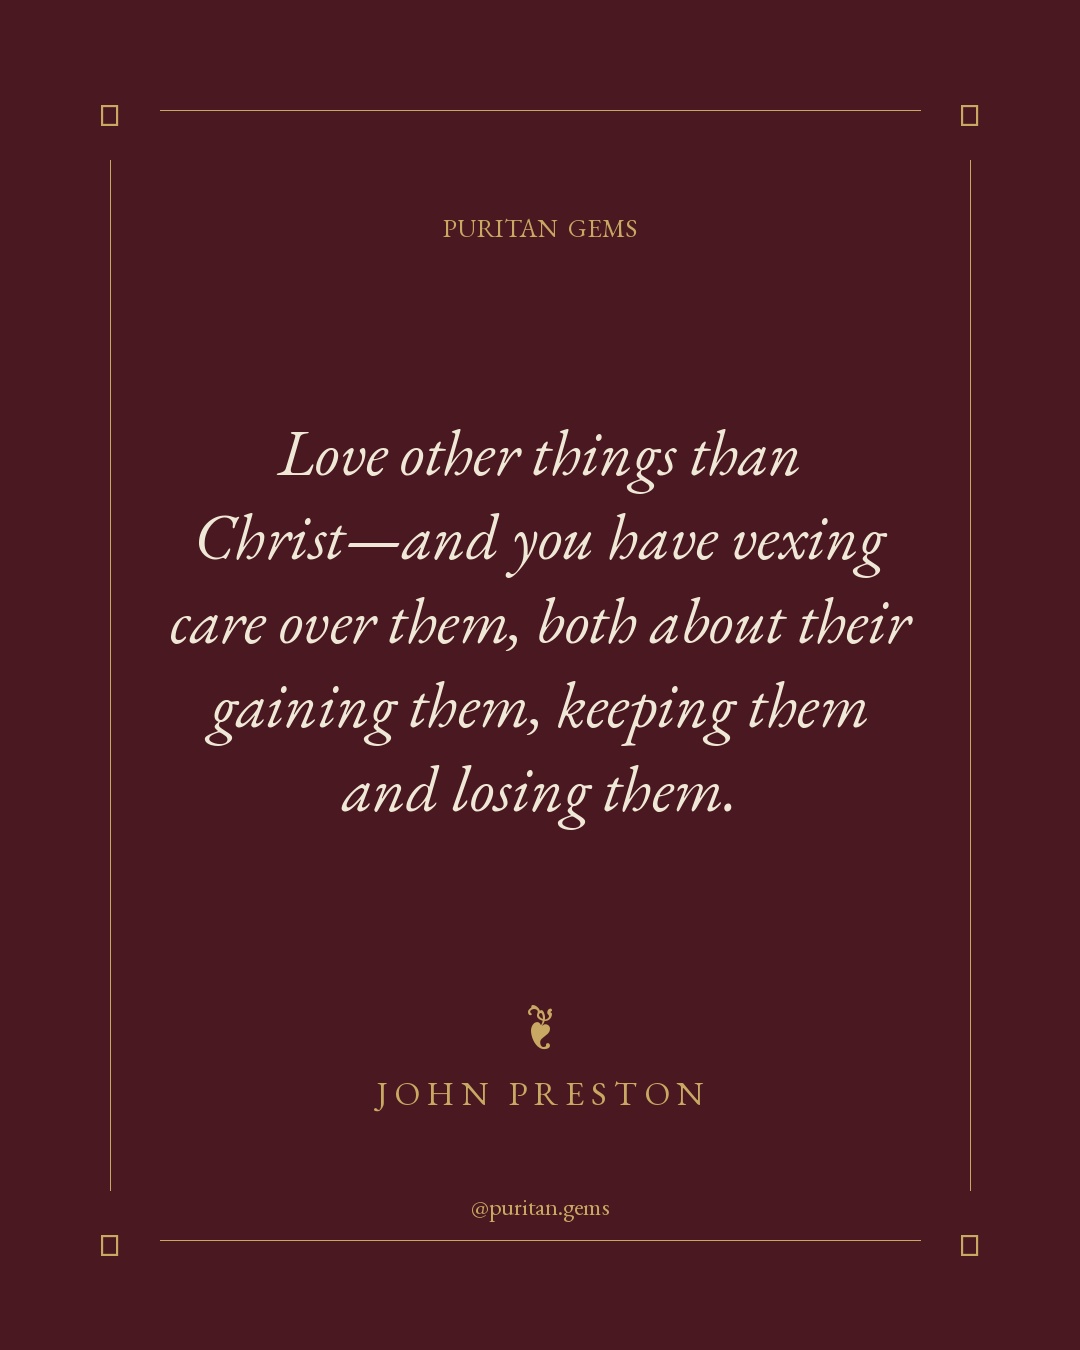 PURITAN GEMS
Love other things than
Christ—and you have vexing
care over them, both about their
gaining them, keeping them
and losing them.
JOHN PRESTON
@puritan.gems